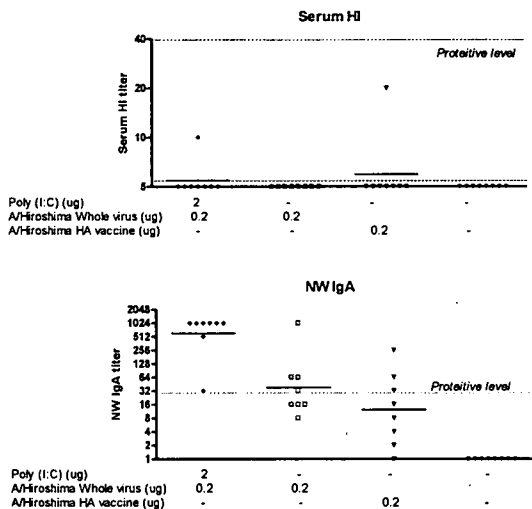 Serum HI
40
Proteitive level
20
Serum HI titer
10
5
Poly (I:C) (ug) 2 - - -
A/Hiroshima Whole virus (ug) 0.2 0.2 - -
A/Hiroshima HA vaccine (ug) - - 0.2 -
NW IgA
2048
1024
512
256
128
64
NW IgA titer
32 Proteitive level
16
8
4
2
1
Poly (I:C) (ug) 2 - - -
A/Hiroshima Whole virus (ug) 0.2 0.2 - -
A/Hiroshima HA vaccine (ug) - - 0.2 -